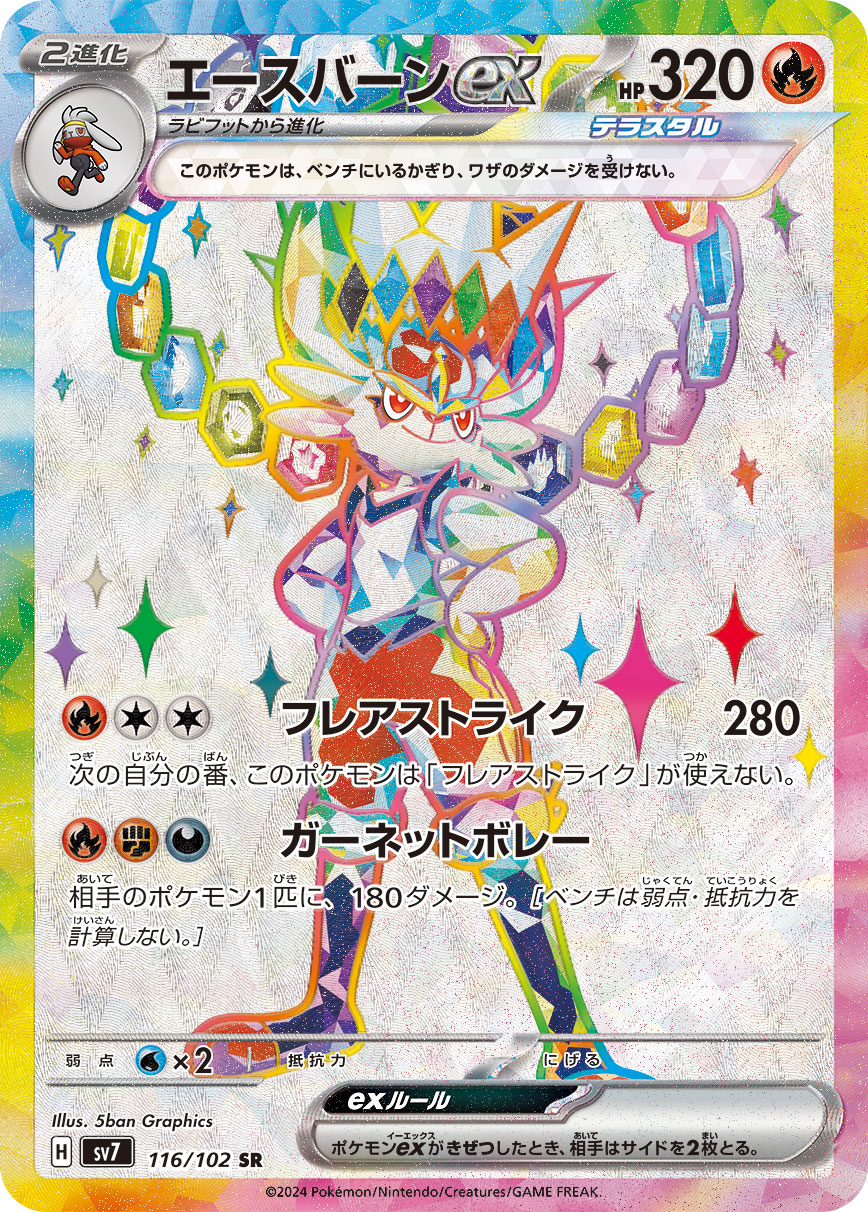 2進化
エースバーンex HP320
ラビフットから進化 テラスタル
このポケモンは、ベンチにいるかぎり、ワザのダメージを受けない。
フレアストライク 280
次の自分の番、このポケモンは「フレアストライク」が使えない。
ガーネットボレー
相手のポケモン1匹に、180ダメージ。[ベンチは弱点・抵抗力を
計算しない。]
弱点 ×2 抵抗力 にげる
exルール
ポケモンexがきぜつしたとき、相手はサイドを2枚とる。
Illus. 5ban Graphics
H sv7 116/102 SR
©2024 Pokémon/Nintendo/Creatures/GAME FREAK.